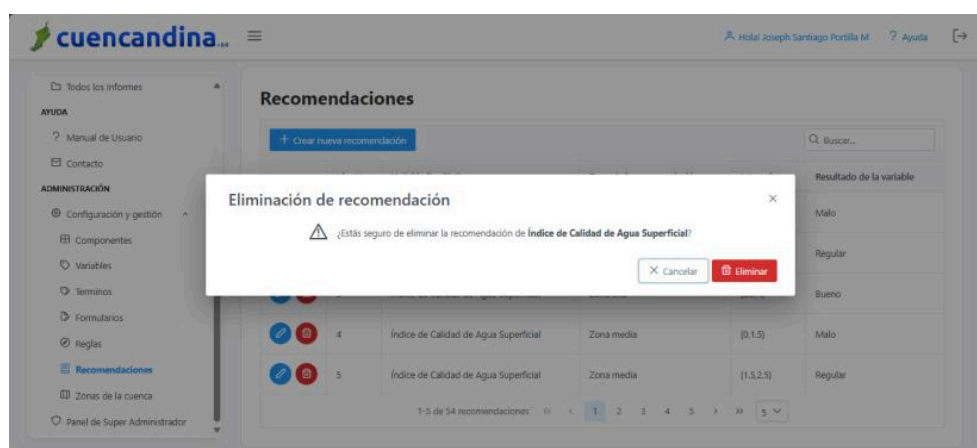 cuencandina
Hola! Joseph Santiago Portilla M
? Ayuda
Todos los informes
AYUDA
? Manual de Usuario
Contacto
ADMINISTRACIÓN
Configuración y gestión
Componentes
Variables
Terminos
Formularios
Reglas
Recomendaciones
Zonas de la cuenca
Panel de Super Administrador
Recomendaciones
+ Crear nueva recomendación
Buscar...
Resultado de la variable
Malo
Regular
Eliminación de recomendación
¿Estás seguro de eliminar la recomendación de Índice de Calidad de Agua Superficial?
Cancelar
Eliminar
Bueno
4 Índice de Calidad de Agua Superficial Zona media [0,1.5) Malo
5 Índice de Calidad de Agua Superficial Zona media [1.5,2.5) Regular
1-5 de 54 recomendaciones « ‹ 1 2 3 4 5 › » 5